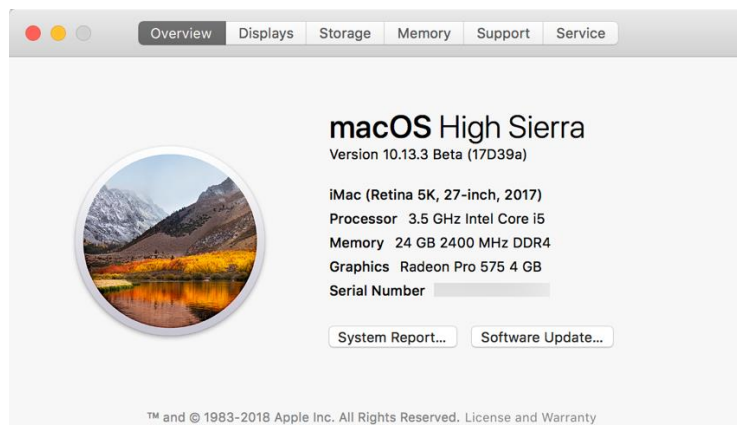 Overview Displays Storage Memory Support Service
macOS High Sierra
Version 10.13.3 Beta (17D39a)
iMac (Retina 5K, 27-inch, 2017)
Processor 3.5 GHz Intel Core i5
Memory 24 GB 2400 MHz DDR4
Graphics Radeon Pro 575 4 GB
Serial Number
System Report... Software Update...
™ and © 1983-2018 Apple Inc. All Rights Reserved. License and Warranty